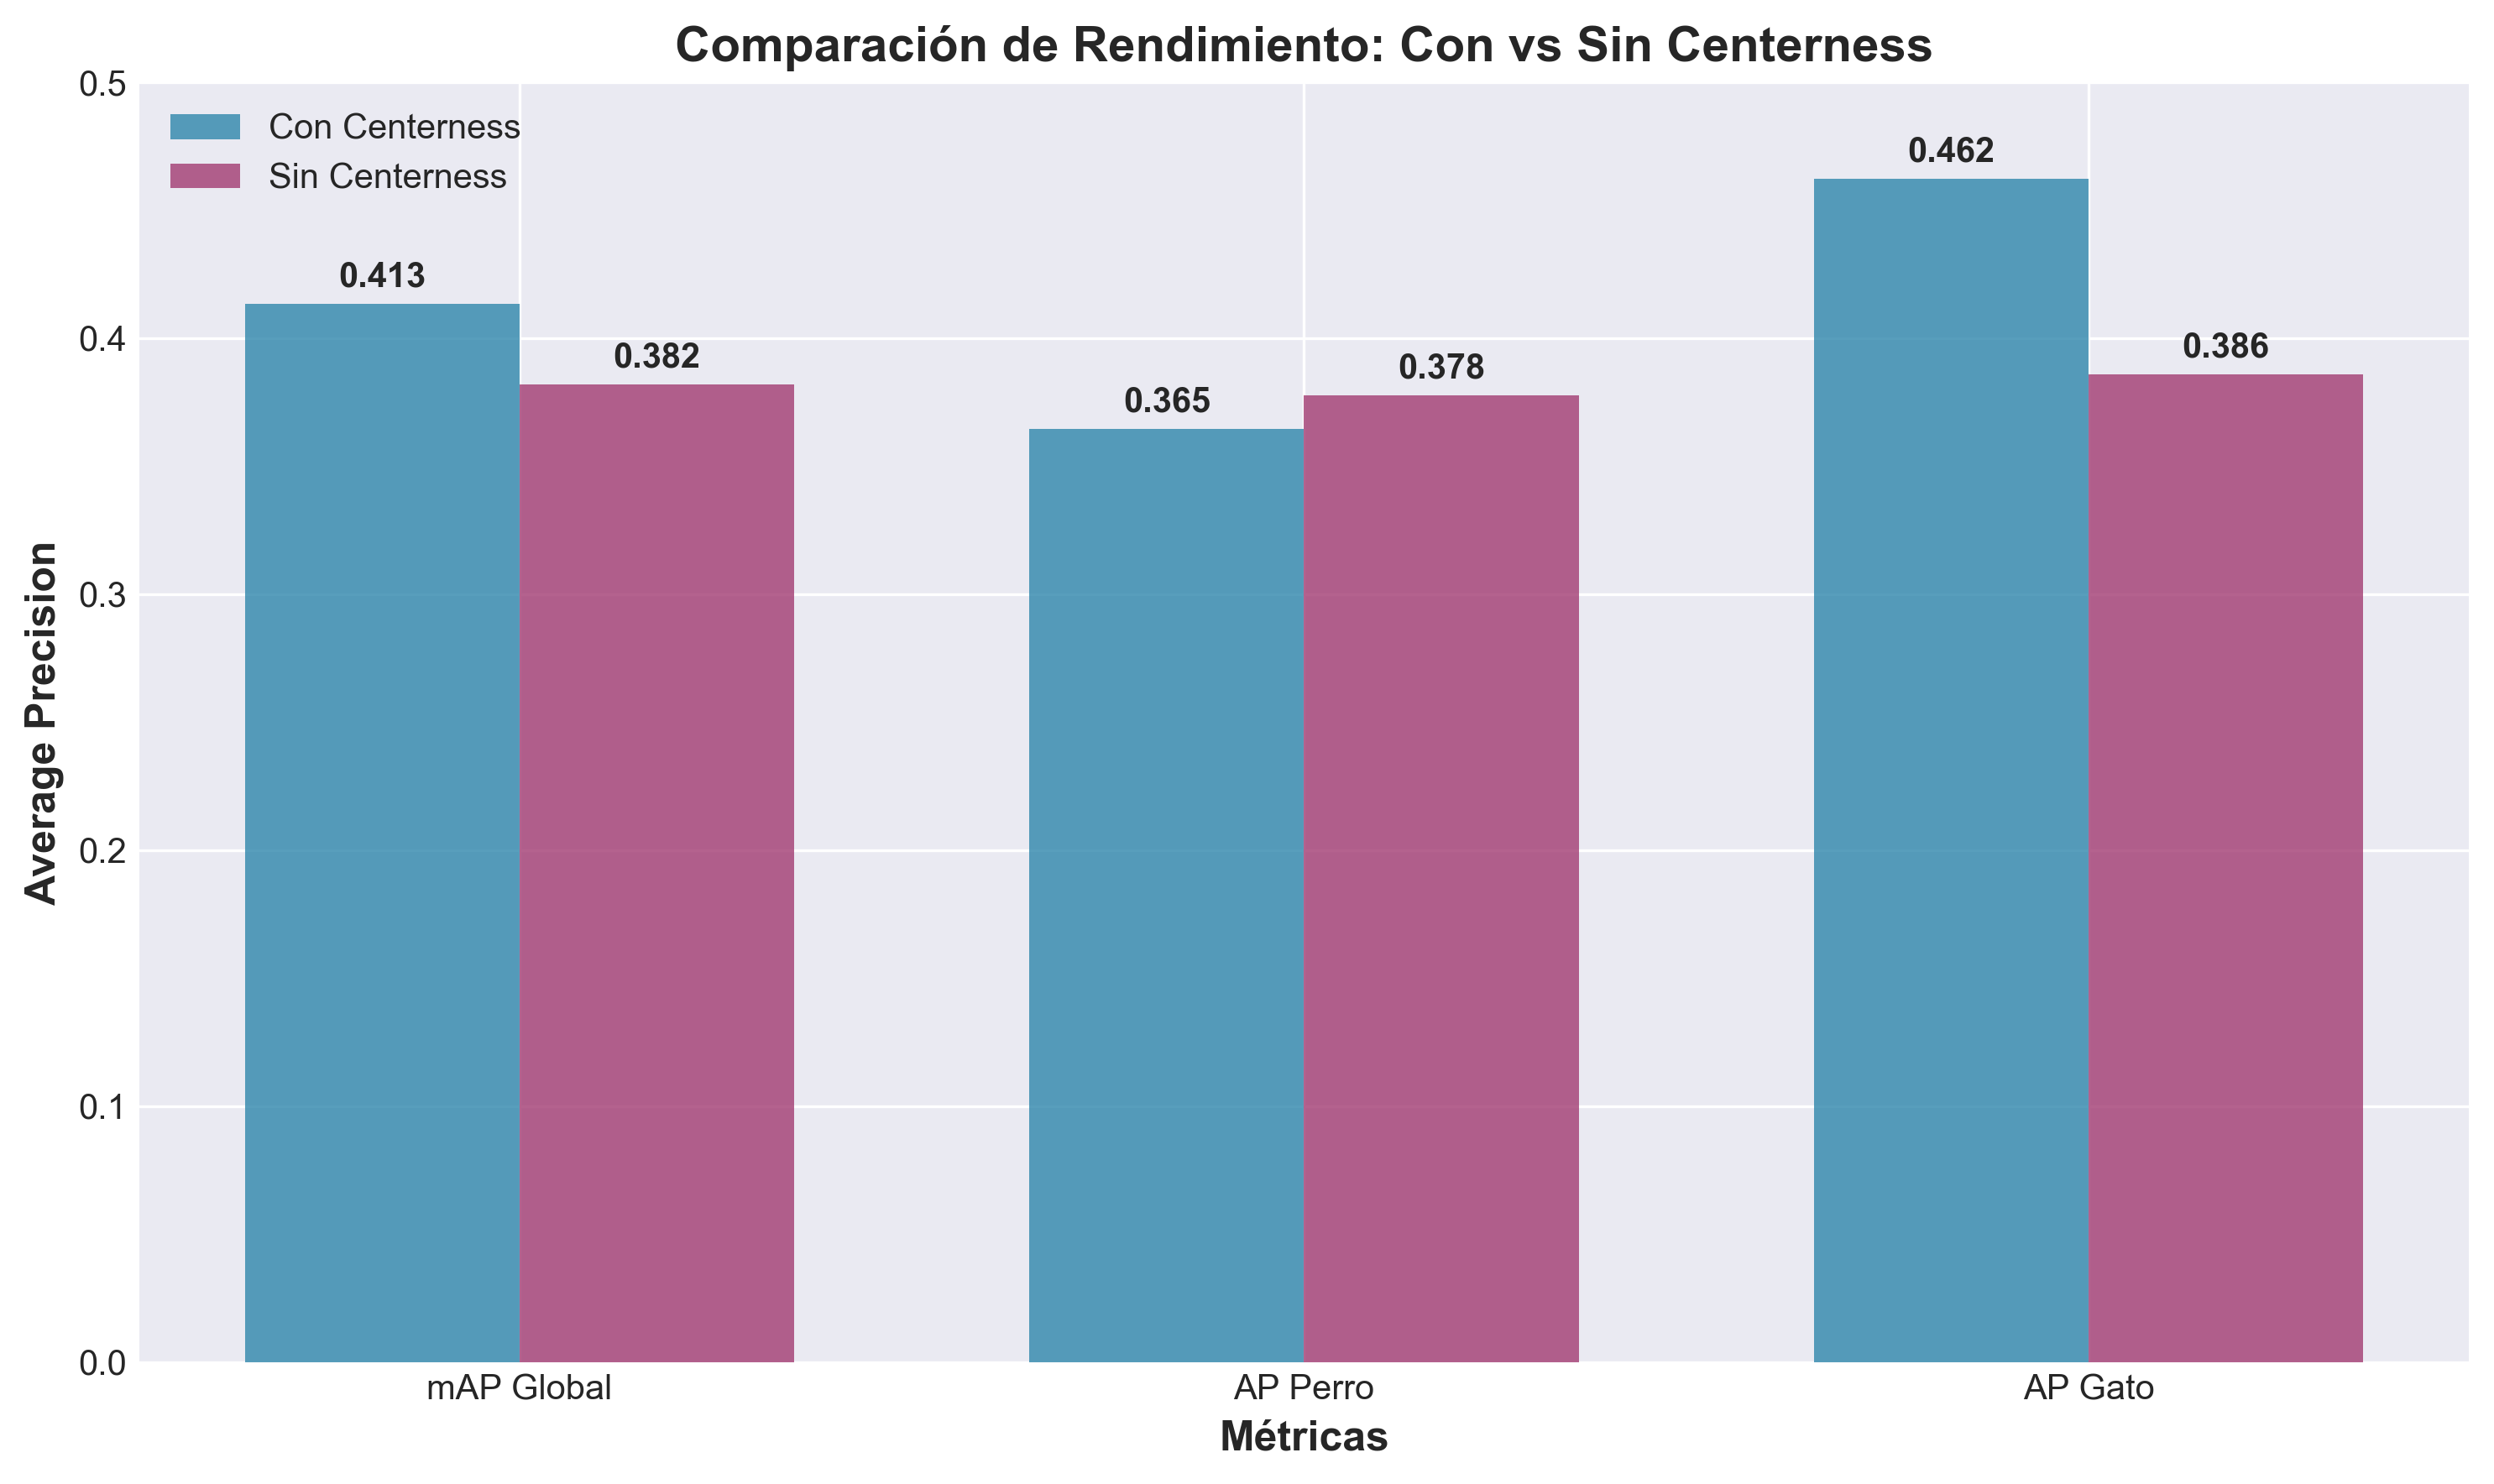 Comparación de Rendimiento: Con vs Sin Centerness
Con Centerness
Sin Centerness
0.5
0.4
0.3
0.2
0.1
0.0
Average Precision
0.413
0.382
0.365
0.378
0.462
0.386
mAP Global
AP Perro
AP Gato
Métricas